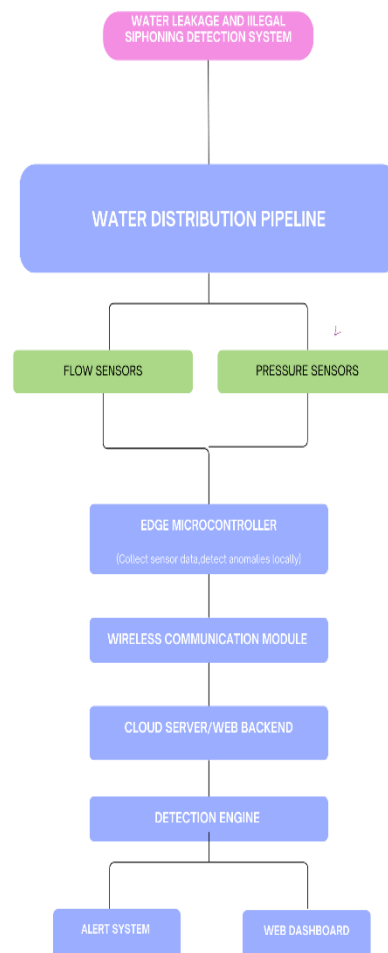 WATER LEAKAGE AND IILEGAL
SIPHONING DETECTION SYSTEM
WATER DISTRIBUTION PIPELINE
FLOW SENSORS
PRESSURE SENSORS
EDGE MICROCONTROLLER
(Collect sensor data,detect anomalies locally)
WIRELESS COMMUNICATION MODULE
CLOUD SERVER/WEB BACKEND
DETECTION ENGINE
ALERT SYSTEM
WEB DASHBOARD